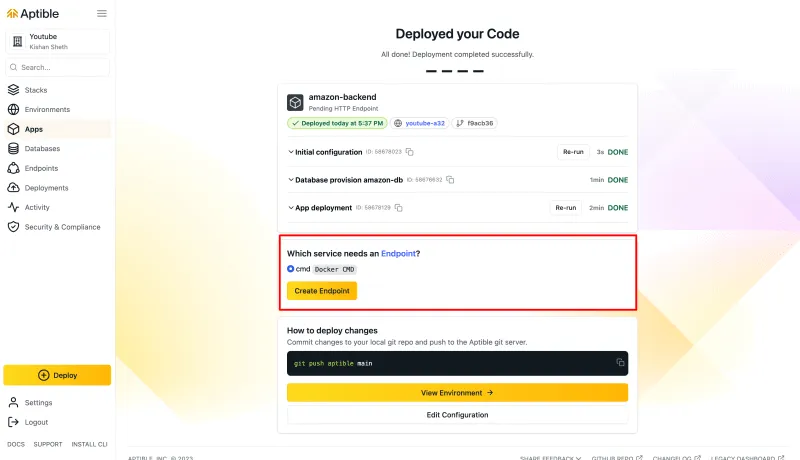 Aptible
Youtube
Kishan Sheth
Search...
Stacks
Environments
Apps
Databases
Endpoints
Deployments
Activity
Security & Compliance
Deploy
Settings
Logout
DOCS SUPPORT INSTALL CLI
Deployed your Code
All done! Deployment completed successfully.
amazon-backend
Pending HTTP Endpoint
Deployed today at 5:37 PM youtube-a32 f9acb36
Initial configuration ID: 58678023 Re-run 3s DONE
Database provision amazon-db ID: 58676632 1min DONE
App deployment ID: 58678129 Re-run 2min DONE
Which service needs an Endpoint?
cmd Docker CMD
Create Endpoint
How to deploy changes
Commit changes to your local git repo and push to the Aptible git server.
git push aptible main
View Environment →
Edit Configuration
APTIBLE, INC. © 2023 SHARE FEEDBACK GITHUB REPO CHANGELOG LEGACY DASHBOARD